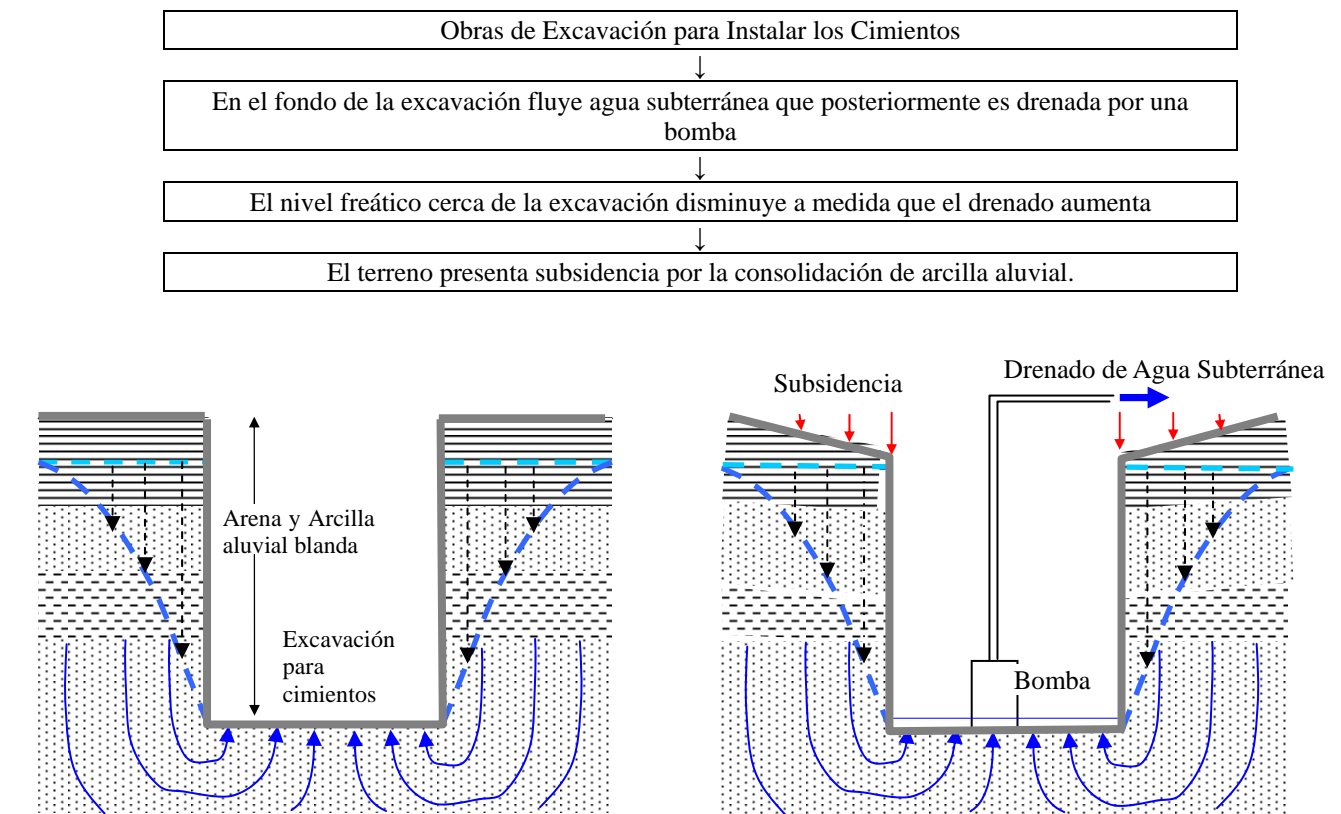 Obras de Excavación para Instalar los Cimientos
↓
En el fondo de la excavación fluye agua subterránea que posteriormente es drenada por una
bomba
↓
El nivel freático cerca de la excavación disminuye a medida que el drenado aumenta
↓
El terreno presenta subsidencia por la consolidación de arcilla aluvial.
Arena y Arcilla
aluvial blanda
Excavación
para
cimientos
Subsidencia
Drenado de Agua Subterránea
Bomba